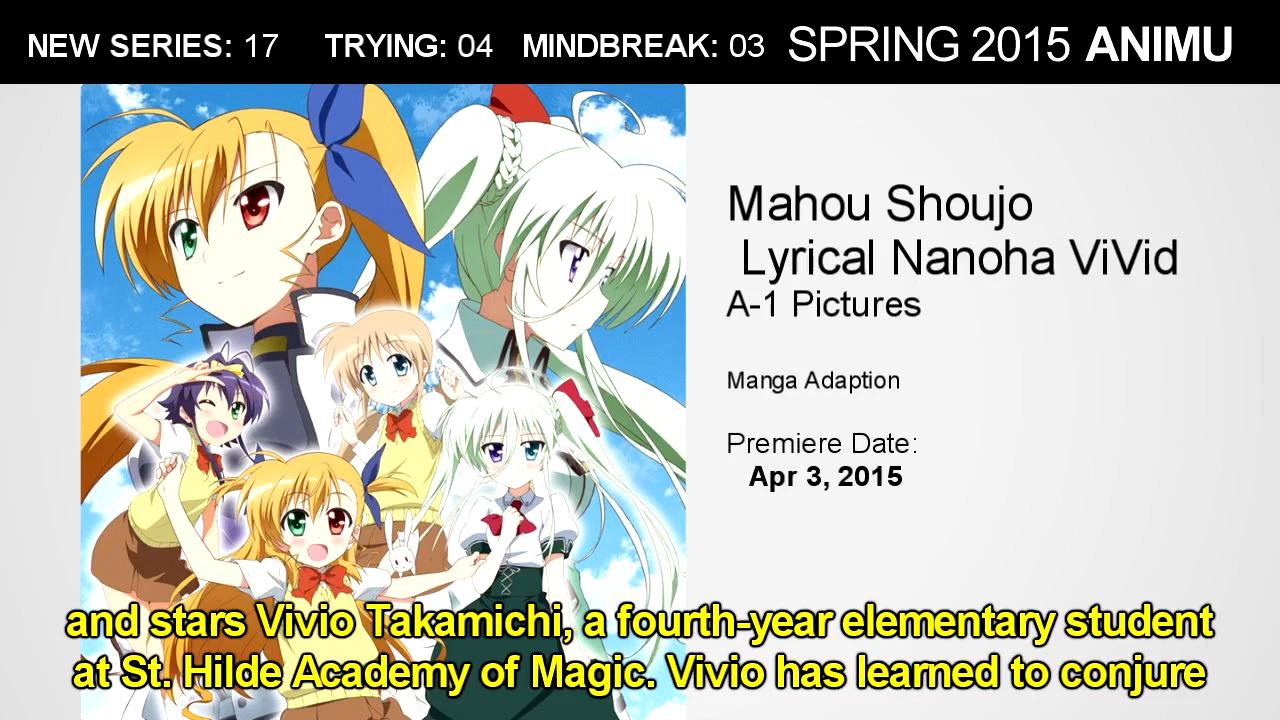 NEW SERIES: 17 TRYING: 04 MINDBREAK: 03 SPRING 2015 ANIMU
Mahou Shoujo
Lyrical Nanoha ViVid
A-1 Pictures
Manga Adaption
Premiere Date:
Apr 3, 2015
and stars Vivio Takamichi, a fourth-year elementary student
at St. Hilde Academy of Magic. Vivio has learned to conjure